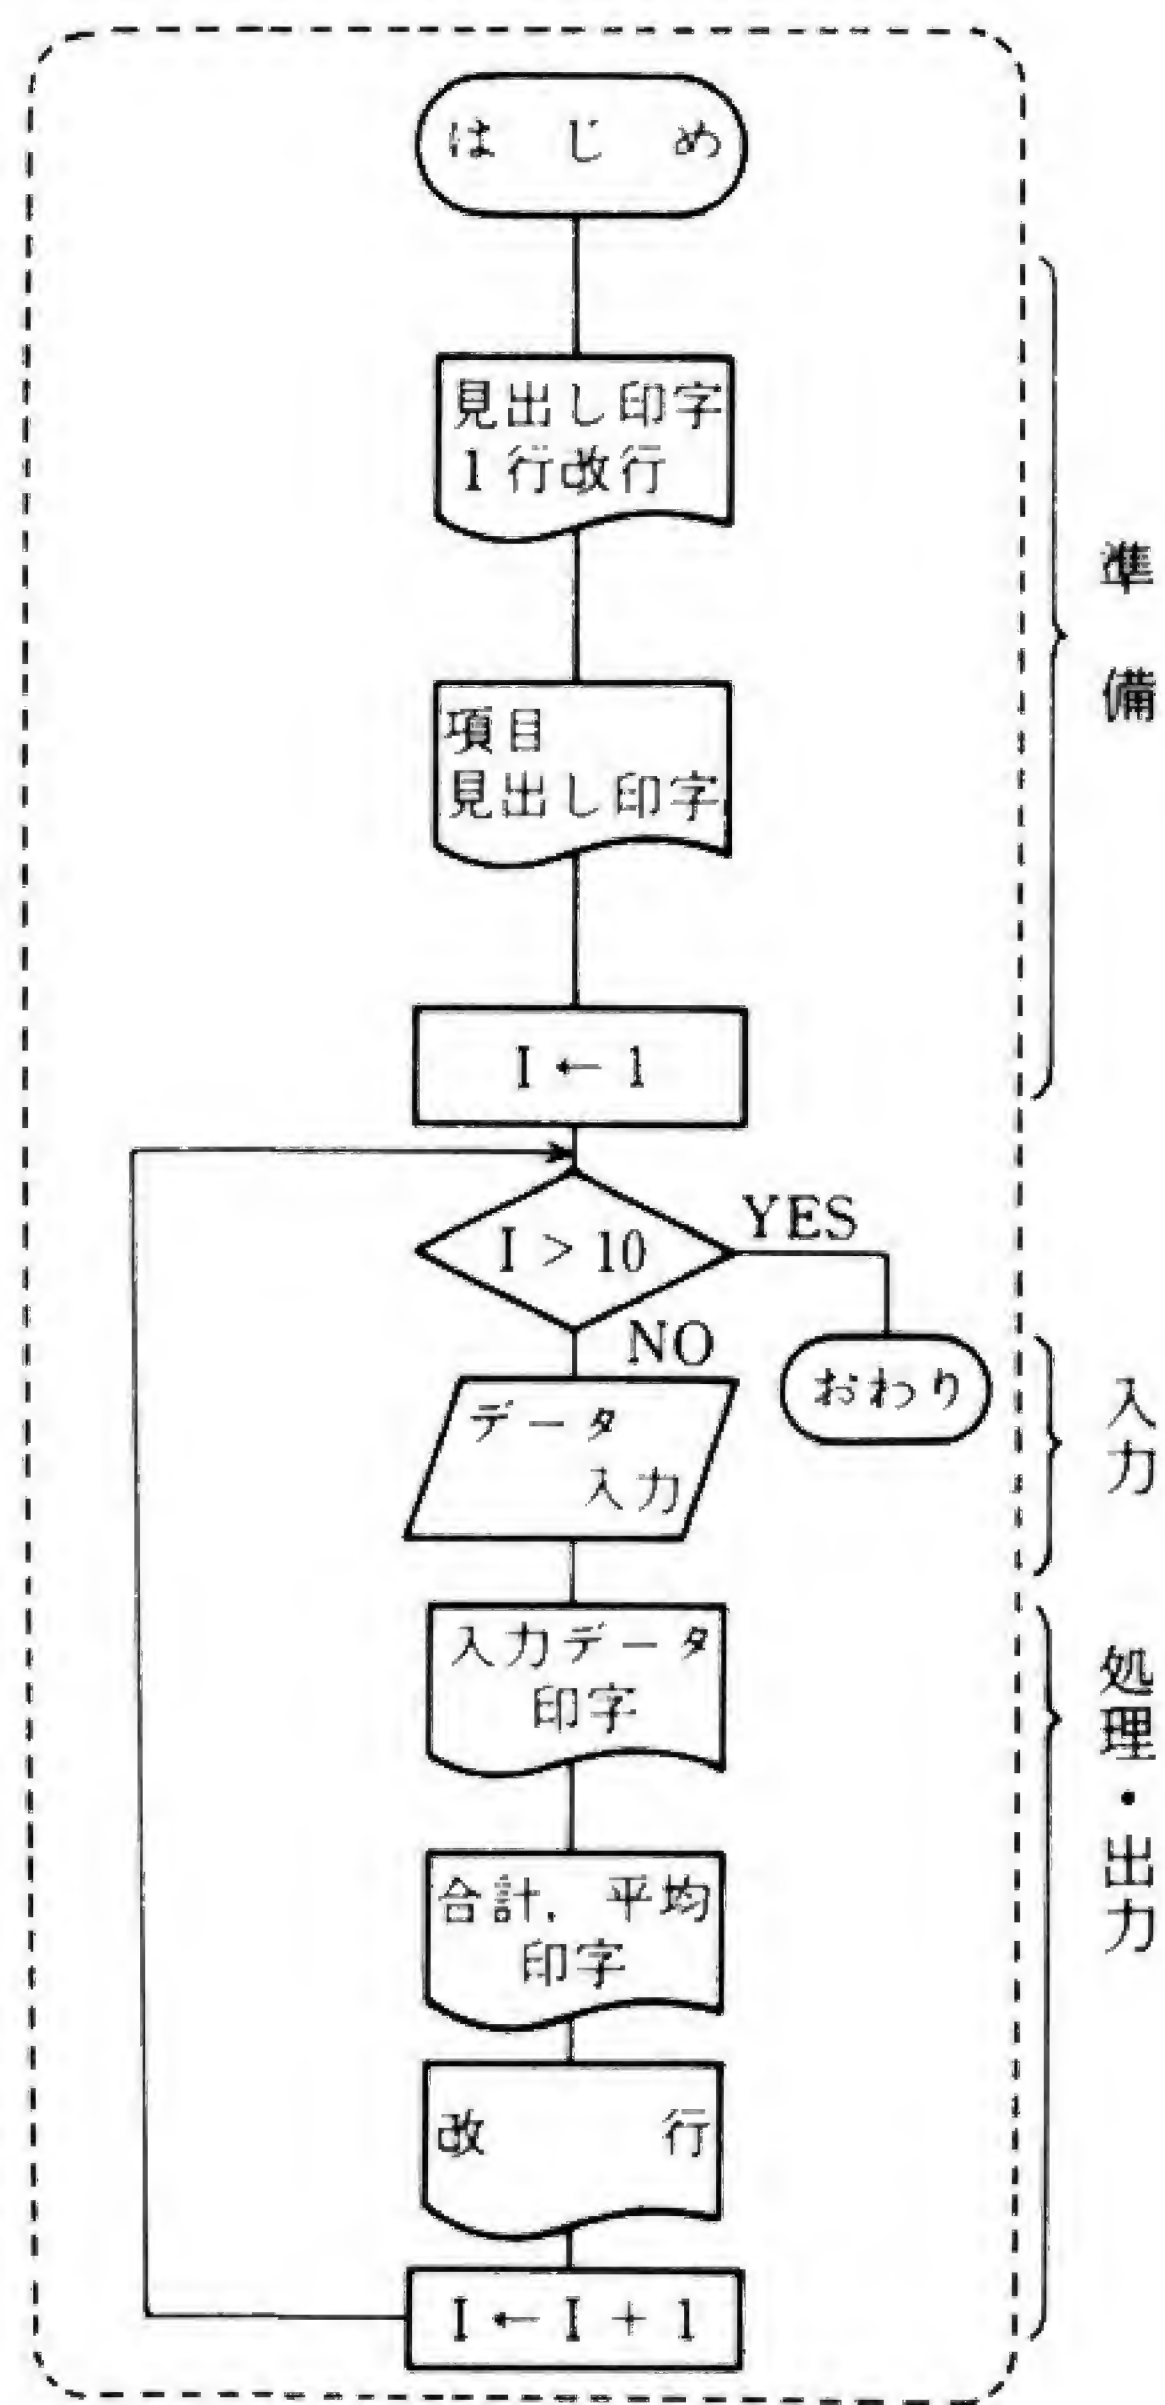 はじめ
見出し印字
1行改行
項目
見出し印字
I ← 1
I > 10
YES
NO
おわり
データ
入力
入力データ
印字
合計，平均
印字
改行
I ← I + 1
準備
入力
処理・出力